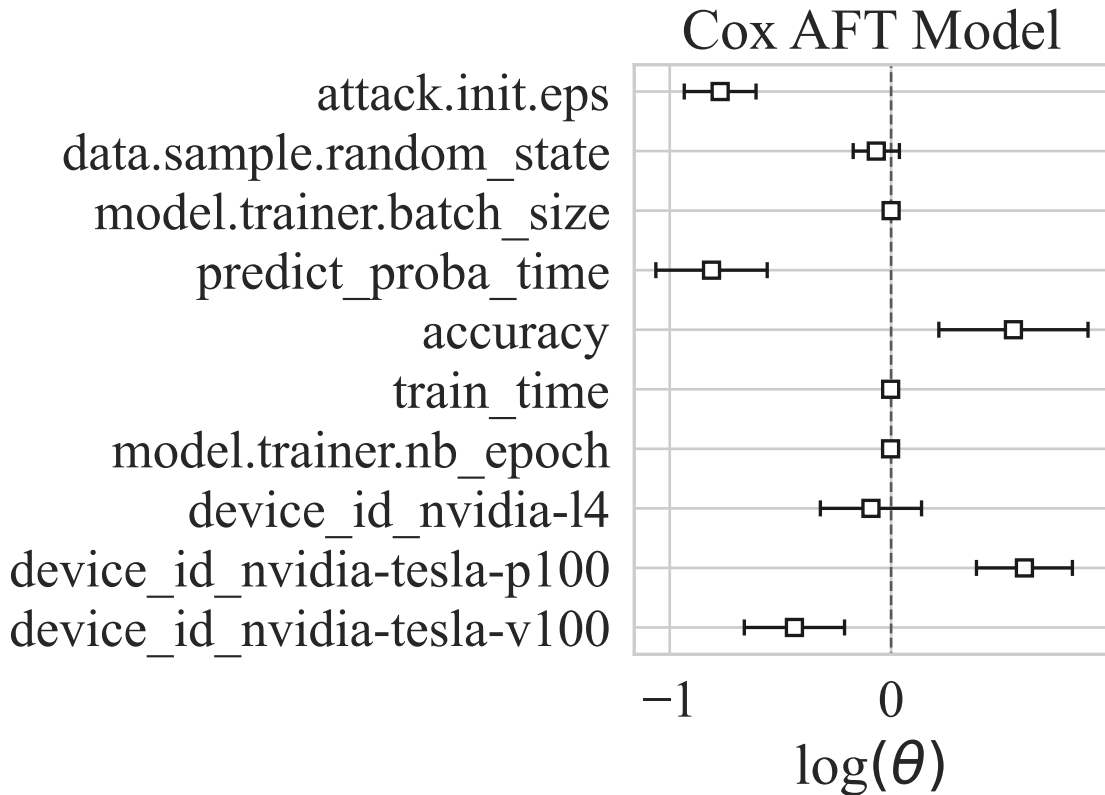 Cox AFT Model
attack.init.eps
data.sample.random_state
model.trainer.batch_size
predict_proba_time
accuracy
train_time
model.trainer.nb_epoch
device_id_nvidia-l4
device_id_nvidia-tesla-p100
device_id_nvidia-tesla-v100
−1 0
log(θ)